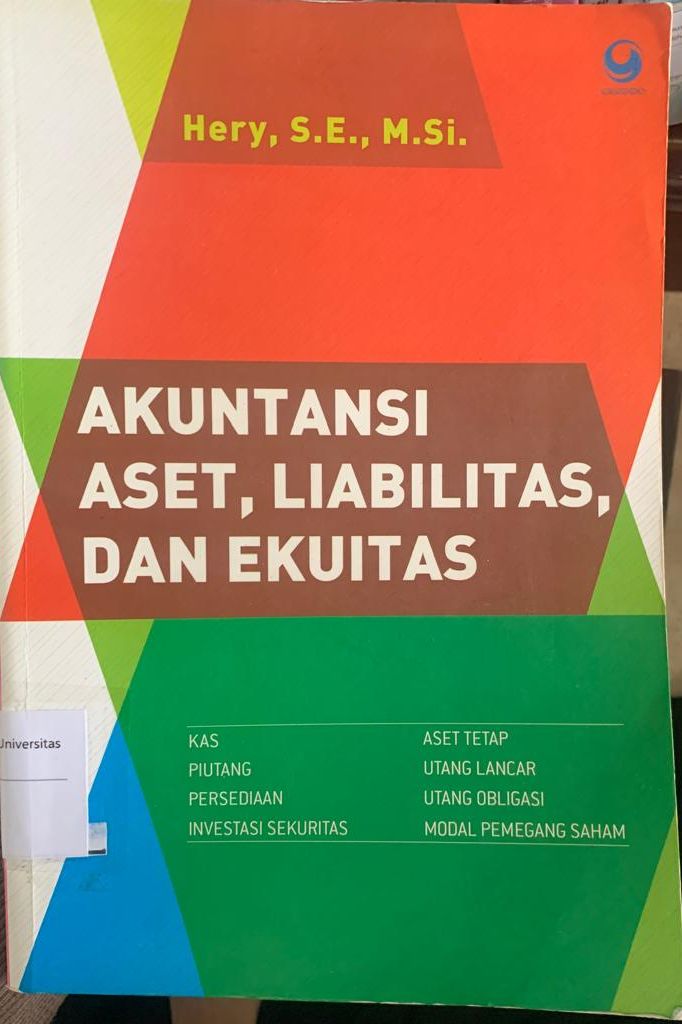 Hery, S.E., M.Si.
AKUNTANSI
ASET, LIABILITAS,
DAN EKUITAS
Universitas
KAS
PIUTANG
PERSEDIAAN
INVESTASI SEKURITAS
ASET TETAP
UTANG LANCAR
UTANG OBLIGASI
MODAL PEMEGANG SAHAM